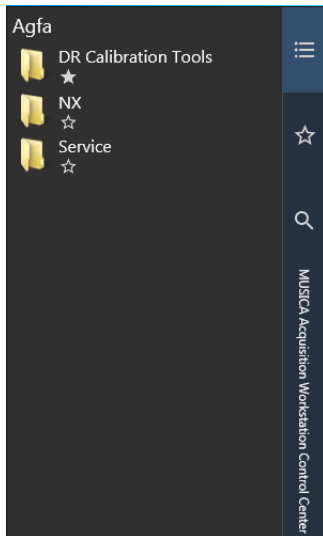 Agfa
DR Calibration Tools
NX
Service
MUSICA Acquisition Workstation Control Center